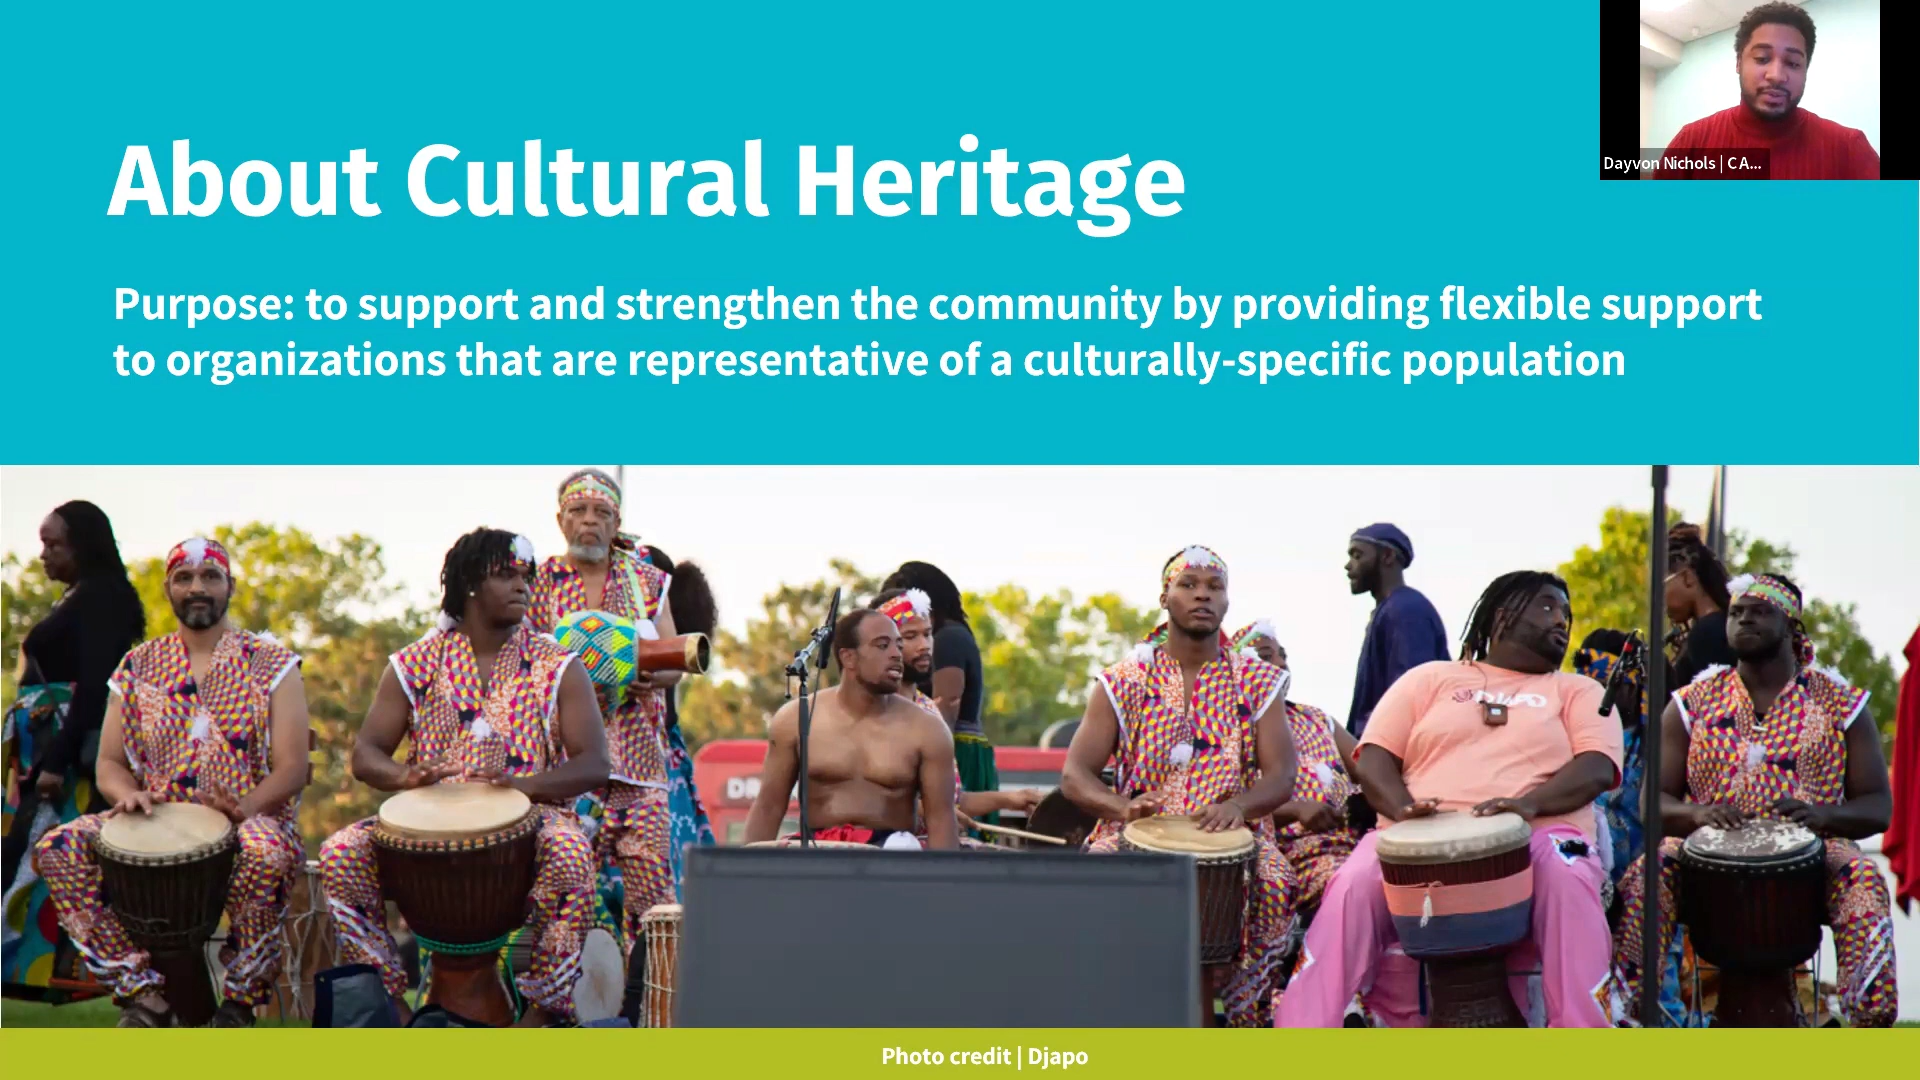 About Cultural Heritage
Purpose: to support and strengthen the community by providing flexible support
to organizations that are representative of a culturally-specific population
Dayvon Nichols | C A...
Photo credit | Djapo